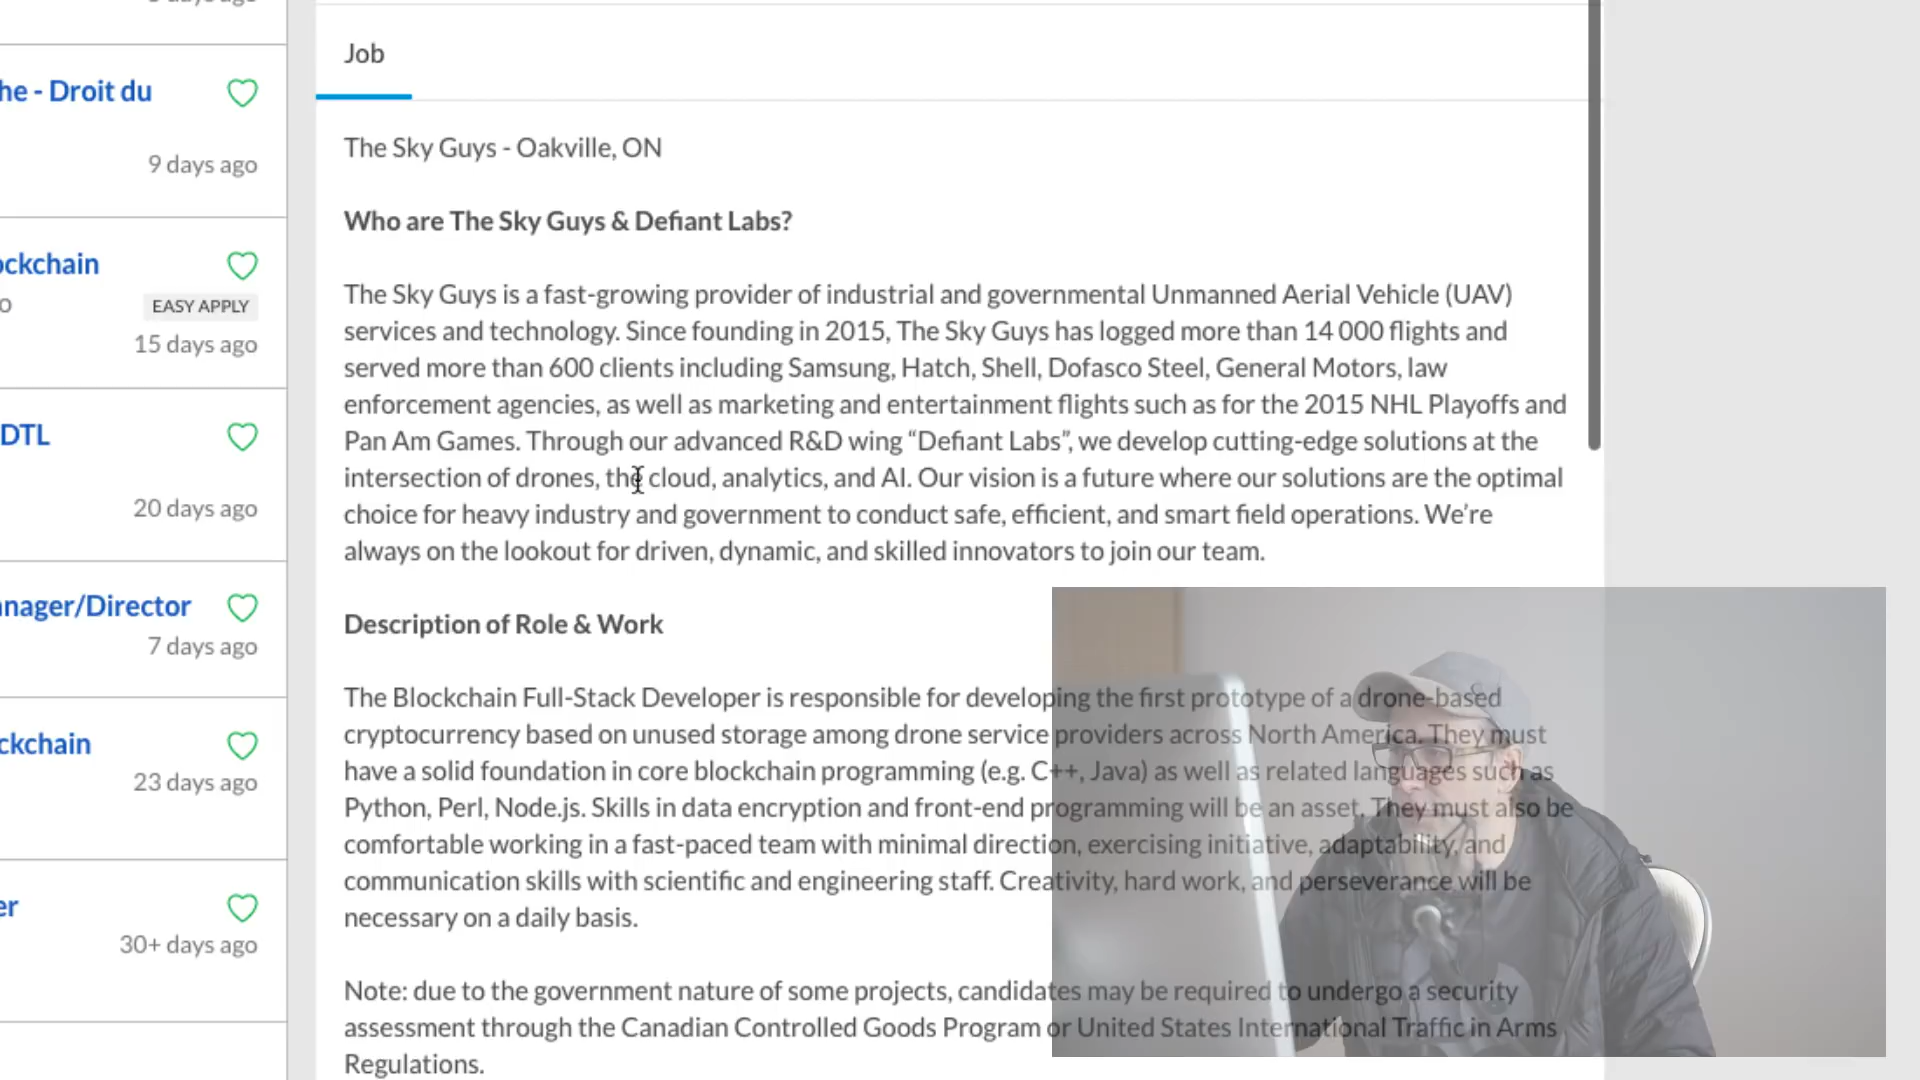 he - Droit du
9 days ago
ockchain
o
EASY APPLY
15 days ago
DTL
20 days ago
nager/Director
7 days ago
ckchain
23 days ago
er
30+ days ago
Job
The Sky Guys - Oakville, ON
Who are The Sky Guys & Defiant Labs?
The Sky Guys is a fast-growing provider of industrial and governmental Unmanned Aerial Vehicle (UAV)
services and technology. Since founding in 2015, The Sky Guys has logged more than 14 000 flights and
served more than 600 clients including Samsung, Hatch, Shell, Dofasco Steel, General Motors, law
enforcement agencies, as well as marketing and entertainment flights such as for the 2015 NHL Playoffs and
Pan Am Games. Through our advanced R&D wing “Defiant Labs”, we develop cutting-edge solutions at the
intersection of drones, the cloud, analytics, and AI. Our vision is a future where our solutions are the optimal
choice for heavy industry and government to conduct safe, efficient, and smart field operations. We’re
always on the lookout for driven, dynamic, and skilled innovators to join our team.
Description of Role & Work
The Blockchain Full-Stack Developer is responsible for developing the first prototype of a drone-based
cryptocurrency based on unused storage among drone service providers across North America. They must
have a solid foundation in core blockchain programming (e.g. C++, Java) as well as related languages such as
Python, Perl, Node.js. Skills in data encryption and front-end programming will be an asset. They must also be
comfortable working in a fast-paced team with minimal direction, exercising initiative, adaptability, and
communication skills with scientific and engineering staff. Creativity, hard work, and perseverance will be
necessary on a daily basis.
Note: due to the government nature of some projects, candidates may be required to undergo a security
assessment through the Canadian Controlled Goods Program or United States International Traffic in Arms
Regulations.